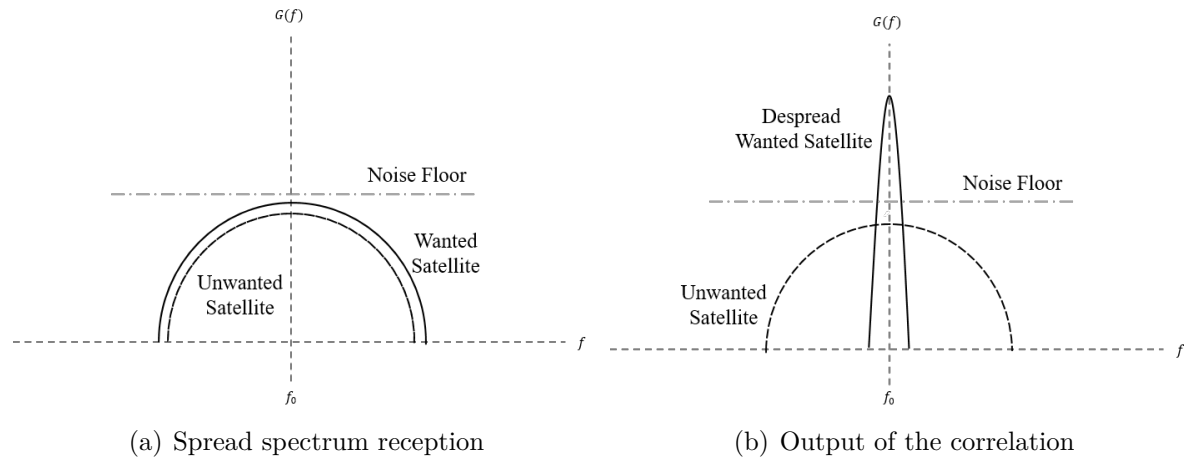 G(f)
Noise Floor
Wanted
Satellite
Unwanted
Satellite
f
f₀
(a) Spread spectrum reception
G(f)
Despread
Wanted Satellite
Noise Floor
Unwanted
Satellite
f
f₀
(b) Output of the correlation